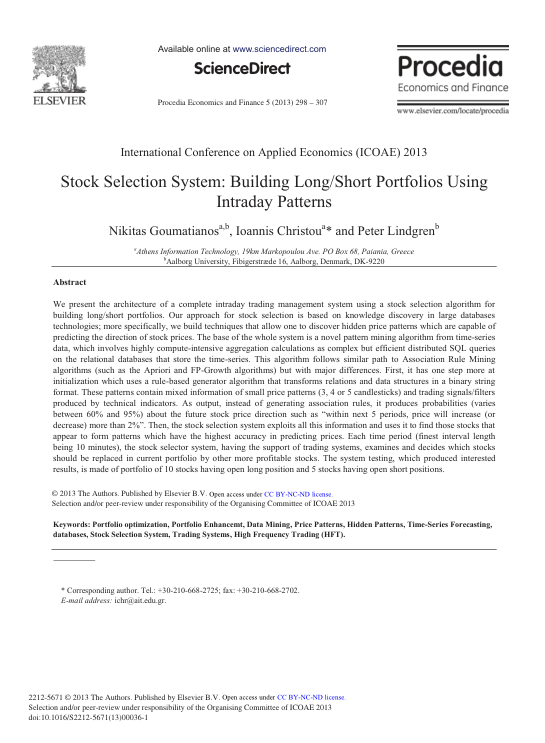 Available online at www.sciencedirect.com
ScienceDirect
Procedia Economics and Finance 5 (2013) 298 – 307
ELSEVIER
Procedia
Economics and Finance
www.elsevier.com/locate/procedia
International Conference on Applied Economics (ICOAE) 2013
Stock Selection System: Building Long/Short Portfolios Using
Intraday Patterns
Nikitas Goumatianosa,b, Ioannis Christoua* and Peter Lindgrenb
aAthens Information Technology, 19km Markopoulou Ave. PO Box 68, Paiania, Greece
bAalborg University, Fibigerstræde 16, Aalborg, Denmark, DK-9220
Abstract
We present the architecture of a complete intraday trading management system using a stock selection algorithm for
building long/short portfolios. Our approach for stock selection is based on knowledge discovery in large databases
technologies; more specifically, we build techniques that allow one to discover hidden price patterns which are capable of
predicting the direction of stock prices. The base of the whole system is a novel pattern mining algorithm from time-series
data, which involves highly compute-intensive aggregation calculations as complex but efficient distributed SQL queries
on the relational databases that store the time-series. This algorithm follows similar path to Association Rule Mining
algorithms (such as the Apriori and FP-Growth algorithms) but with major differences. First, it has one step more at
initialization which uses a rule-based generator algorithm that transforms relations and data structures in a binary string
format. These patterns contain mixed information of small price patterns (3, 4 or 5 candlesticks) and trading signals/filters
produced by technical indicators. As output, instead of generating association rules, it produces probabilities (varies
between 60% and 95%) about the future stock price direction such as “within next 5 periods, price will increase (or
decrease) more than 2%”. Then, the stock selection system exploits all this information and uses it to find those stocks that
appear to form patterns which have the highest accuracy in predicting prices. Each time period (finest interval length
being 10 minutes), the stock selector system, having the support of trading systems, examines and decides which stocks
should be replaced in current portfolio by other more profitable stocks. The system testing, which produced interested
results, is made of portfolio of 10 stocks having open long position and 5 stocks having open short positions.
© 2013 The Authors. Published by Elsevier B.V. Open access under CC BY-NC-ND license.
Selection and/or peer-review under responsibility of the Organising Committee of ICOAE 2013
Keywords: Portfolio optimization, Portfolio Enhancemt, Data Mining, Price Patterns, Hidden Patterns, Time-Series Forecasting,
databases, Stock Selection System, Trading Systems, High Frequency Trading (HFT).
* Corresponding author. Tel.: +30-210-668-2725; fax: +30-210-668-2702.
E-mail address: ichr@ait.edu.gr.
2212-5671 © 2013 The Authors. Published by Elsevier B.V. Open access under CC BY-NC-ND license.
Selection and/or peer-review under responsibility of the Organising Committee of ICOAE 2013
doi:10.1016/S2212-5671(13)00036-1